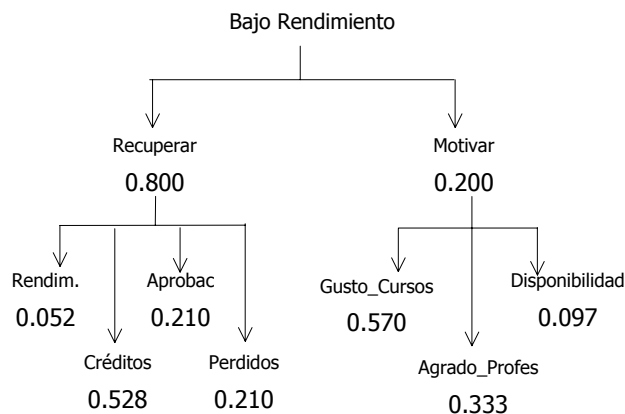 Bajo Rendimiento
Recuperar
0.800
Motivar
0.200
Rendim.
0.052
Créditos
0.528
Aprobac
0.210
Perdidos
0.210
Gusto_Cursos
0.570
Agrado_Profes
0.333
Disponibilidad
0.097